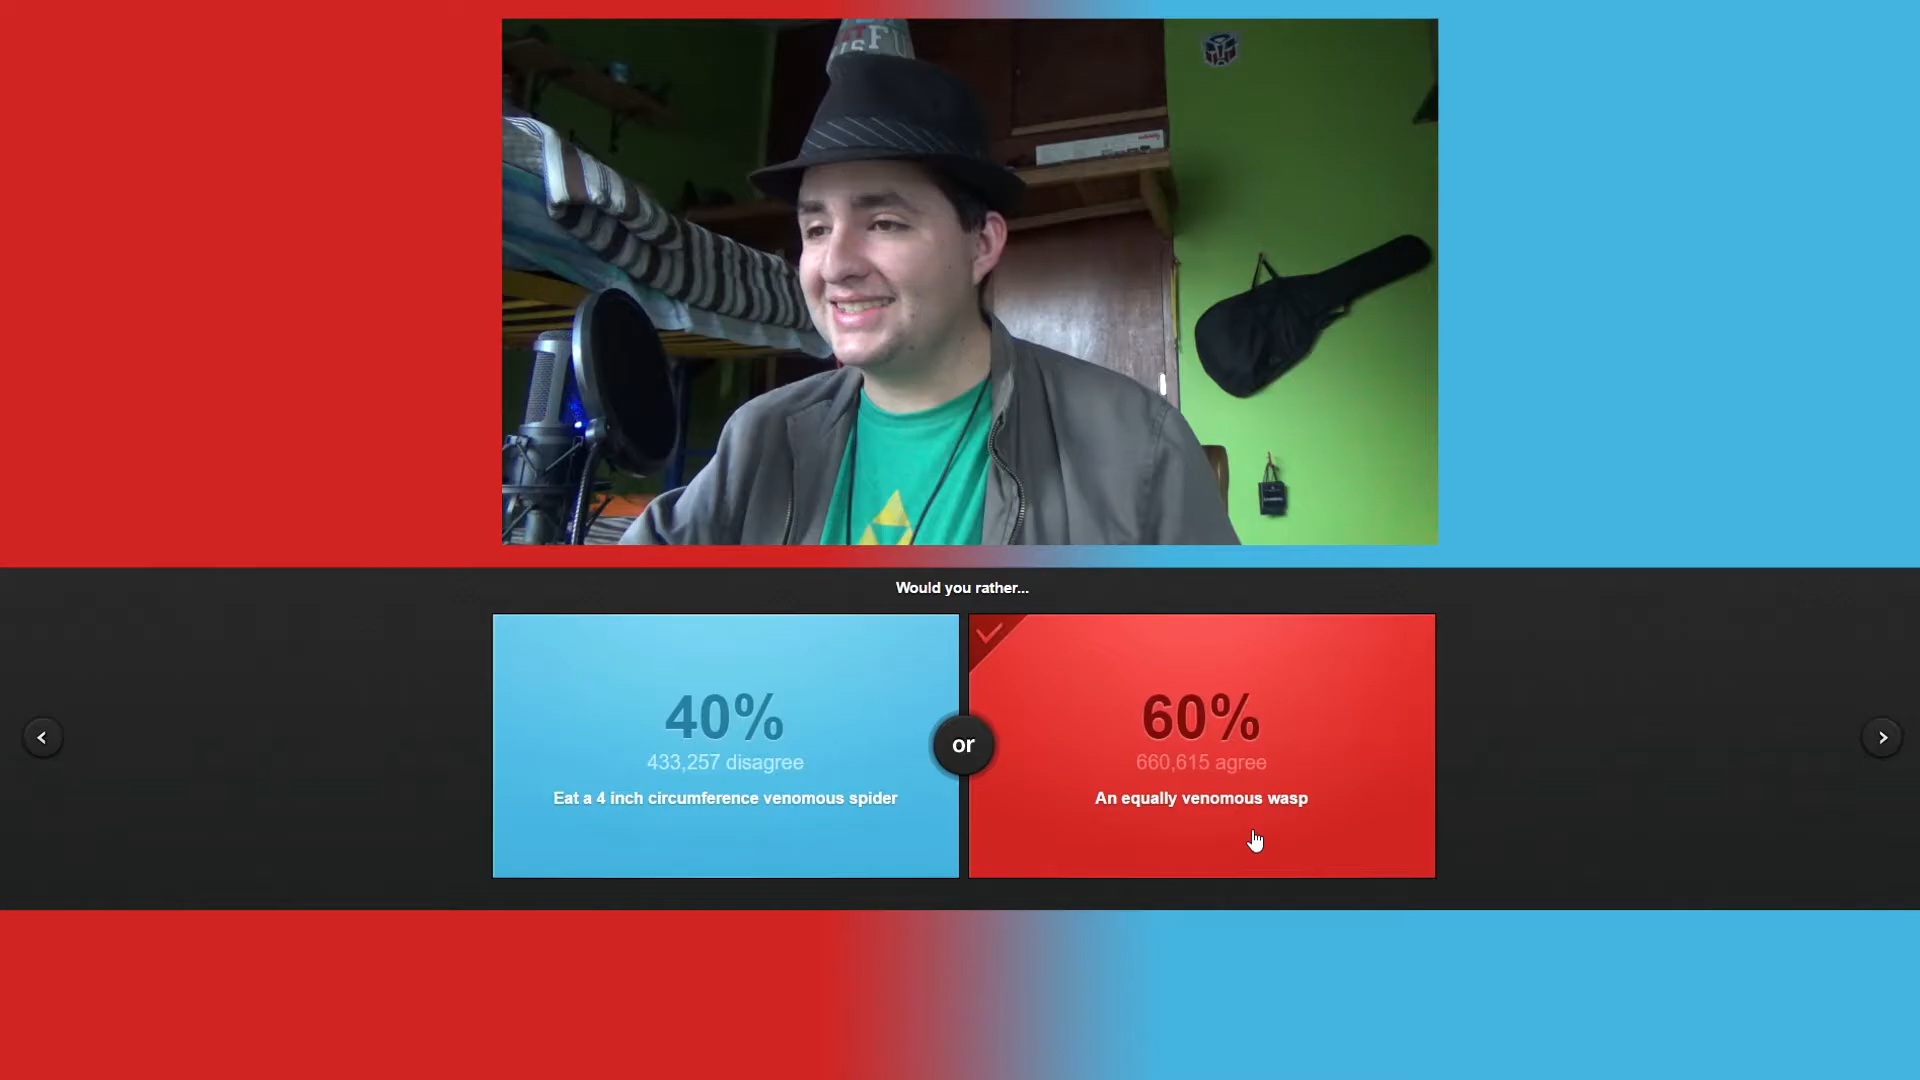 Would you rather...
40%
433,257 disagree
Eat a 4 inch circumference venomous spider
or
60%
660,615 agree
An equally venomous wasp